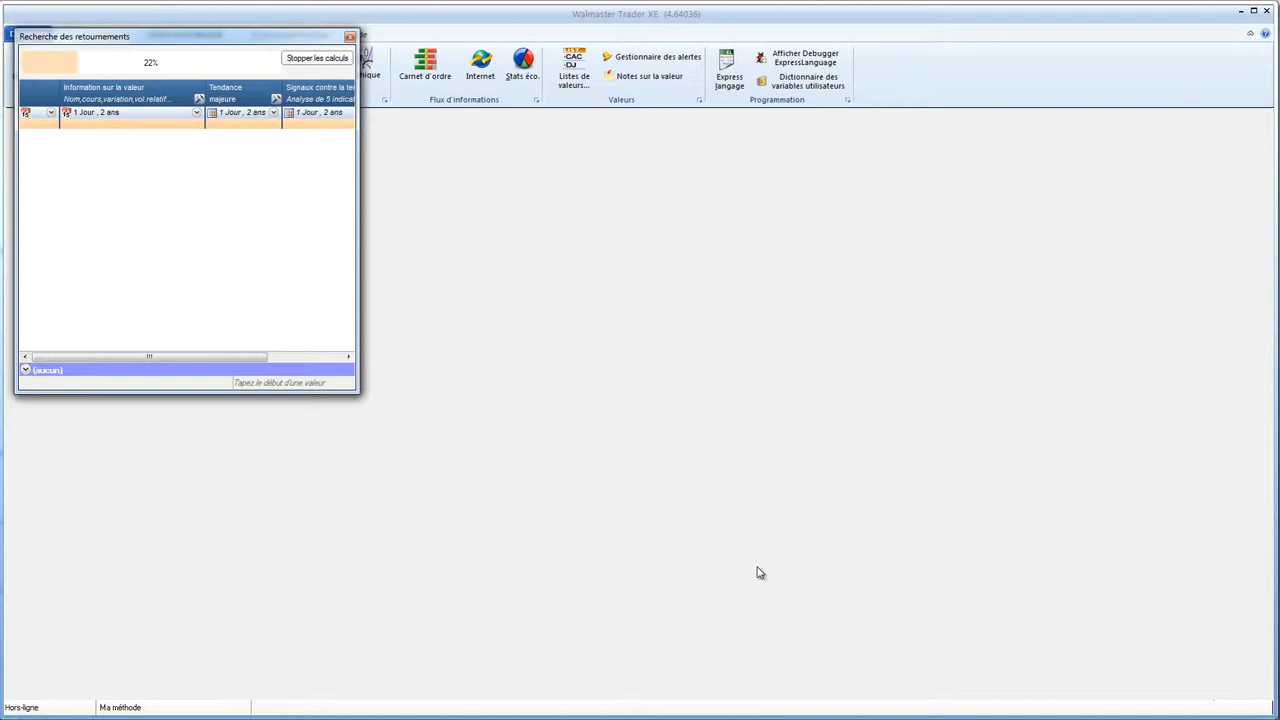 Walmaster Trader XE (4.64036)
Recherche des retournements
22%
Stopper les calculs
Carnet d'ordre
Internet
Stats éco.
Flux d'informations
Listes de
valeurs...
Gestionnaire des alertes
Notes sur la valeur
Valeurs
Express
langage
Afficher Debugger
ExpressLanguage
Dictionnaire des
variables utilisateurs
Programmation
Information sur la valeur
Nom,cours,variation,vol.relatif...
Tendance
majeure
Signaux contre la
Analyse de 5
1 Jour , 2 ans
1 Jour , 2 ans
1 Jour , 2 ans
(aucun)
Tapez le début d'une valeur
Hors-ligne
Ma méthode